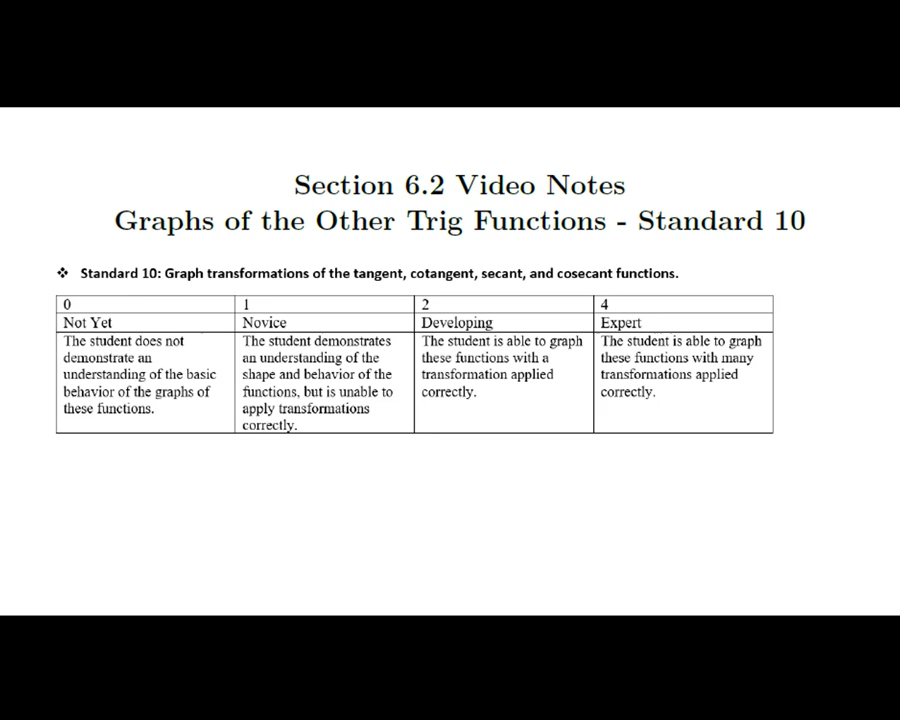 Section 6.2 Video Notes
Graphs of the Other Trig Functions - Standard 10
❖ Standard 10: Graph transformations of the tangent, cotangent, secant, and cosecant functions.
0
Not Yet
The student does not
demonstrate an
understanding of the basic
behavior of the graphs of
these functions.
1
Novice
The student demonstrates
an understanding of the
shape and behavior of the
functions, but is unable to
apply transformations
correctly.
2
Developing
The student is able to graph
these functions with a
transformation applied
correctly.
4
Expert
The student is able to graph
these functions with many
transformations applied
correctly.